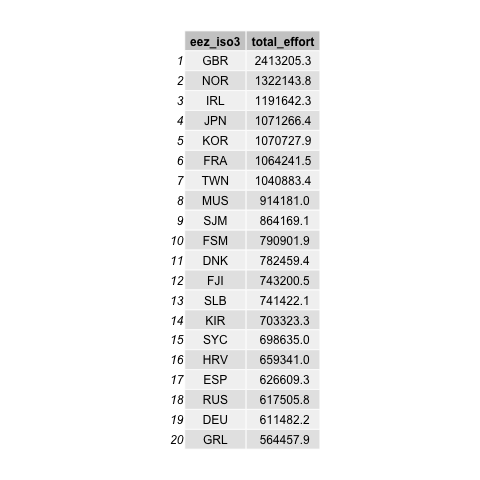 eez_iso3 total_effort
1 GBR 2413205.3
2 NOR 1322143.8
3 IRL 1191642.3
4 JPN 1071266.4
5 KOR 1070727.9
6 FRA 1064241.5
7 TWN 1040883.4
8 MUS 914181.0
9 SJM 864169.1
10 FSM 790901.9
11 DNK 782459.4
12 FJI 743200.5
13 SLB 741422.1
14 KIR 703323.3
15 SYC 698635.0
16 HRV 659341.0
17 ESP 626609.3
18 RUS 617505.8
19 DEU 611482.2
20 GRL 564457.9